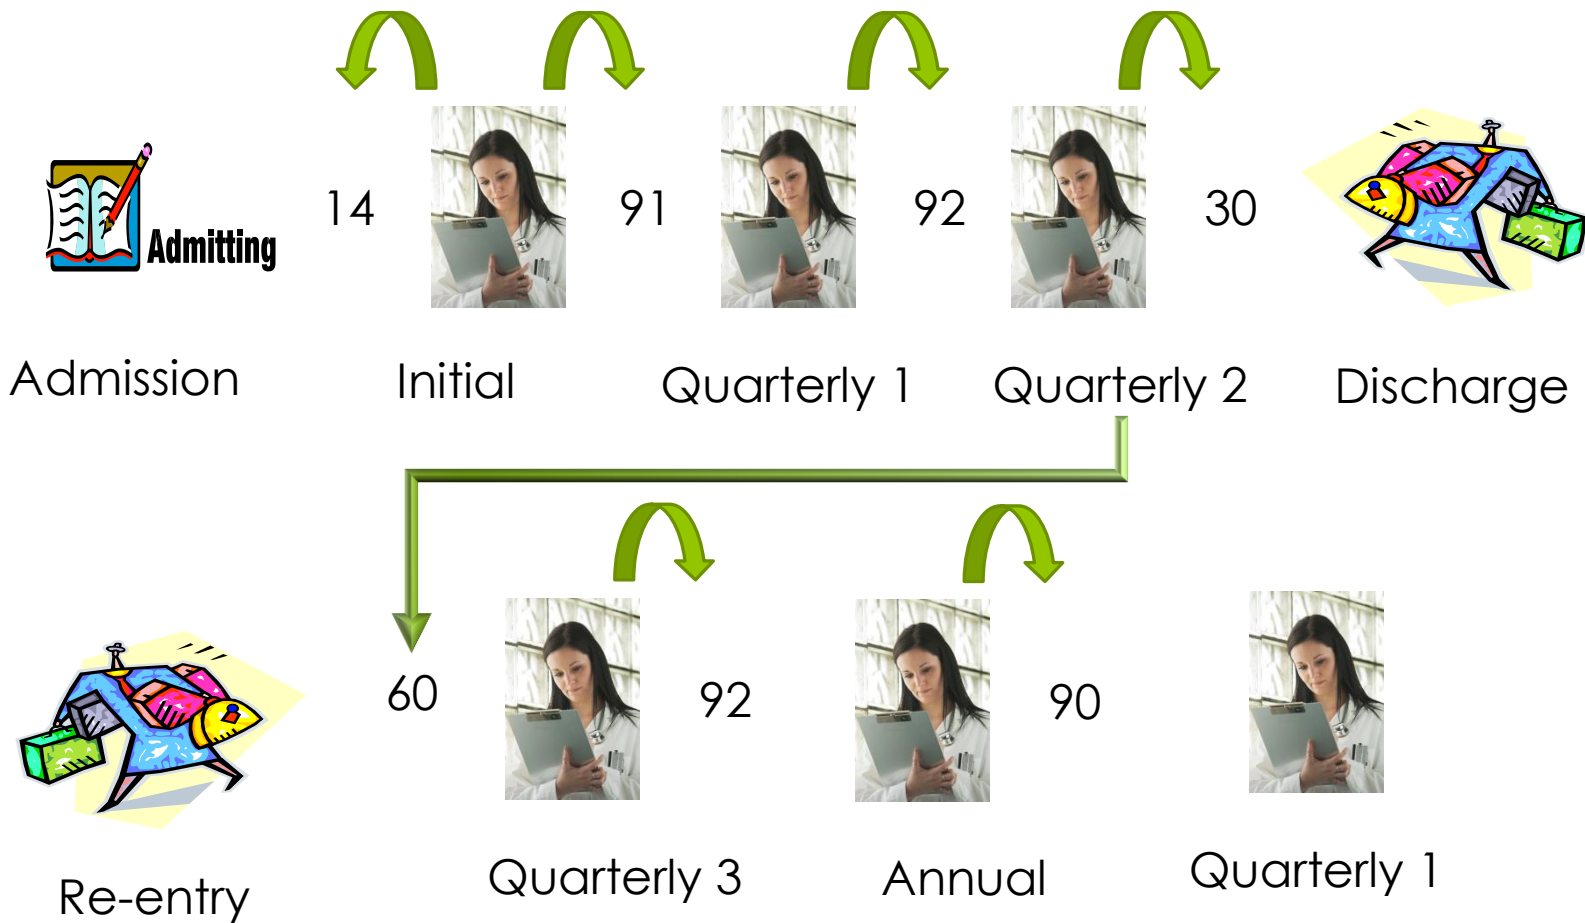 14
91
92
30
Admitting
Admission
Initial
Quarterly 1
Quarterly 2
Discharge
60
92
90
Re-entry
Quarterly 3
Annual
Quarterly 1